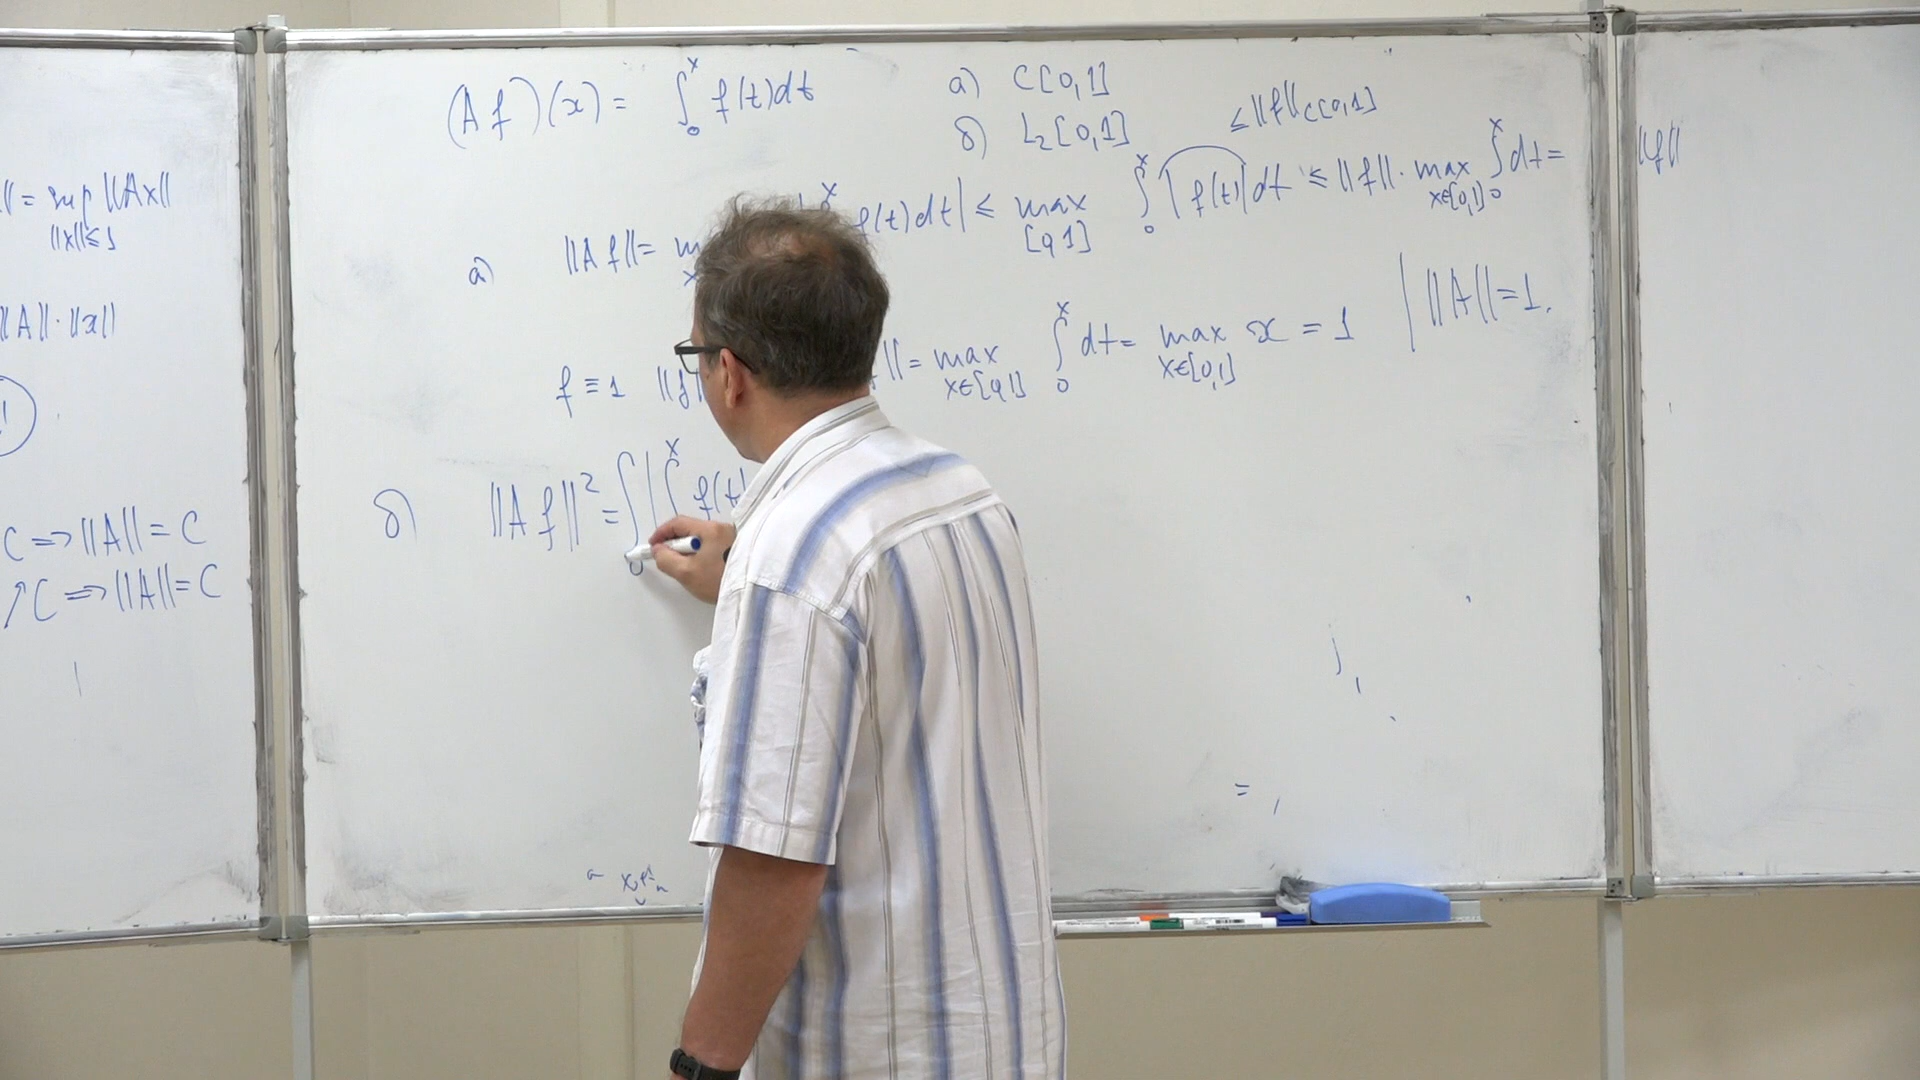 (Af)(x) = ∫₀ˣ f(t)dt
а) C[0,1]
б) L₂[0,1]
≤||f||C[0,1]
|| = sup ||Ax||
||x||≤1
||A||·||x||
C => ||A|| = C
↗C => ||A|| = C
а) ||Af|| = f(t)dt| ≤ max [0,1] ∫₀ˣ |f(t)|dt ≤ ||f|| · max x∈[0,1] ∫₀ˣ dt = ||f||
f ≡ 1 || = max x∈[0,1] ∫₀ˣ dt = max x∈[0,1] x = 1 | ||A||=1.
б) ||Af||² = ∫₀ |∫ˣ f(t)